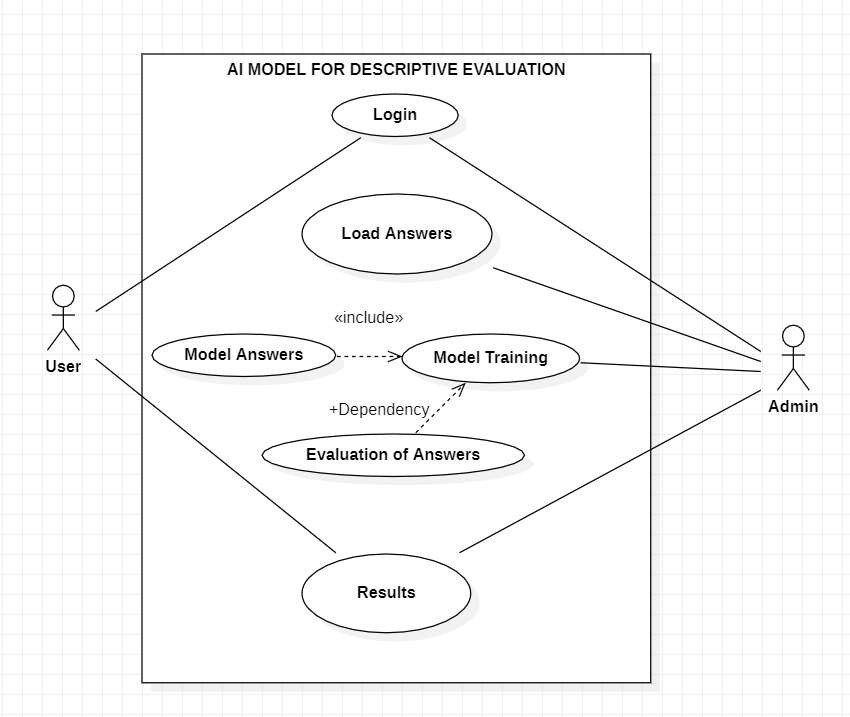 AI MODEL FOR DESCRIPTIVE EVALUATION
Login
Load Answers
User
«include»
Model Answers
Model Training
Admin
+Dependency
Evaluation of Answers
Results